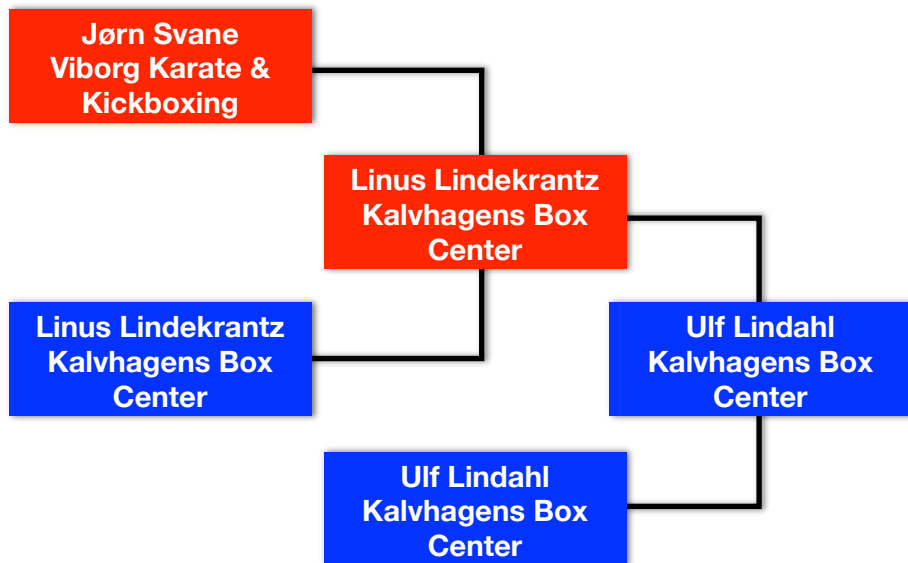 Jørn Svane
Viborg Karate &
Kickboxing
Linus Lindekrantz
Kalvhagens Box
Center
Linus Lindekrantz
Kalvhagens Box
Center
Ulf Lindahl
Kalvhagens Box
Center
Ulf Lindahl
Kalvhagens Box
Center